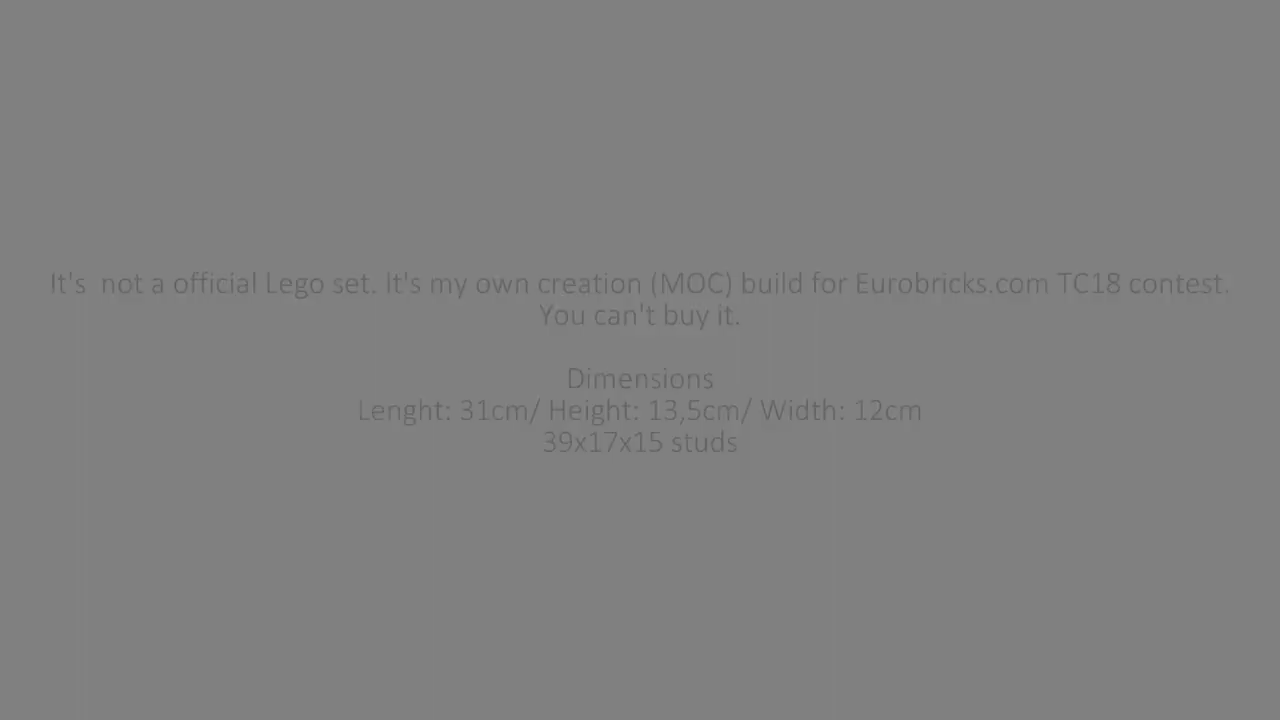 It's  not a official Lego set. It's my own creation (MOC) build for Eurobricks.com TC18 contest.
You can't buy it.
Dimensions
Lenght: 31cm/ Height: 13,5cm/ Width: 12cm
39x17x15 studs